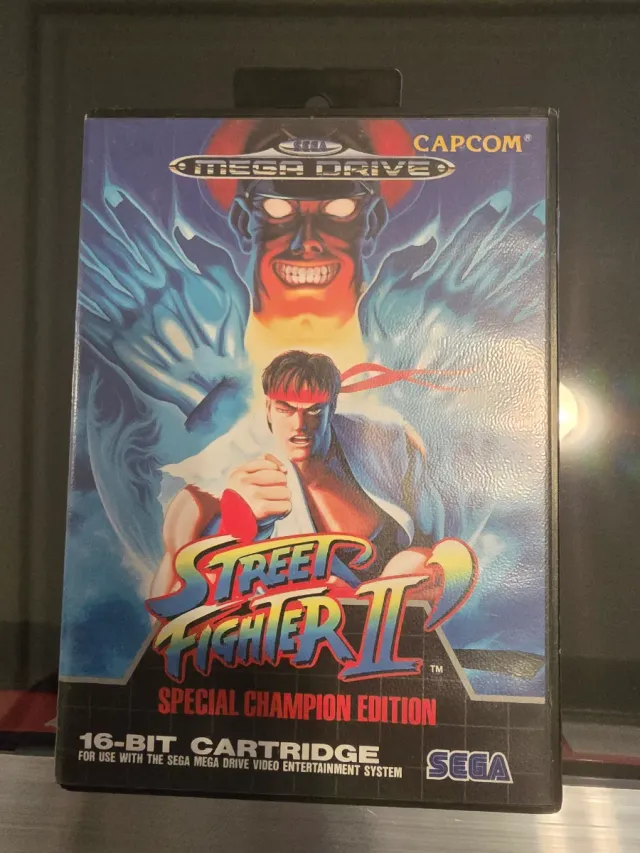 SEGA
MEGA DRIVE
CAPCOM®
STREET
FIGHTER II'
TM
SPECIAL CHAMPION EDITION
16-BIT CARTRIDGE
FOR USE WITH THE SEGA MEGA DRIVE VIDEO ENTERTAINMENT SYSTEM
SEGA